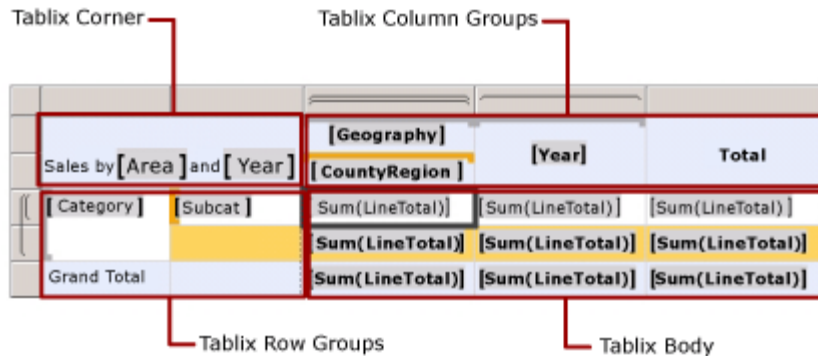 Tablix Corner
Tablix Column Groups
[Geography]
Sales by [Area ] and [ Year]
[CountyRegion ]
[Year]
Total
[ Category ] [Subcat ] Sum(LineTotal)] [Sum(LineTotal)] [Sum(LineTotal) ]
[Sum(LineTotal)] [Sum(LineTotal)] [Sum(LineTotal)]
Grand Total [Sum(LineTotal)] [Sum(LineTotal)] [Sum(LineTotal)]
Tablix Row Groups
Tablix Body